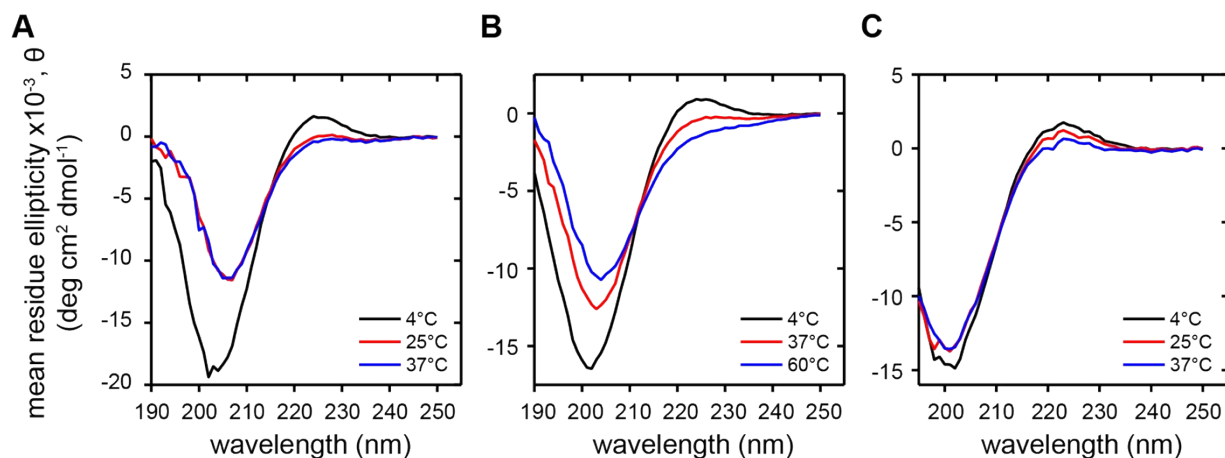 A
B
C
mean residue ellipticity x10-3, θ
(deg cm2 dmol-1)
5
0
-5
-10
-15
-20
190 200 210 220 230 240 250
wavelength (nm)
4°C
25°C
37°C
0
-5
-10
-15
190 200 210 220 230 240 250
wavelength (nm)
4°C
37°C
60°C
5
0
-5
-10
-15
200 210 220 230 240 250
wavelength (nm)
4°C
25°C
37°C